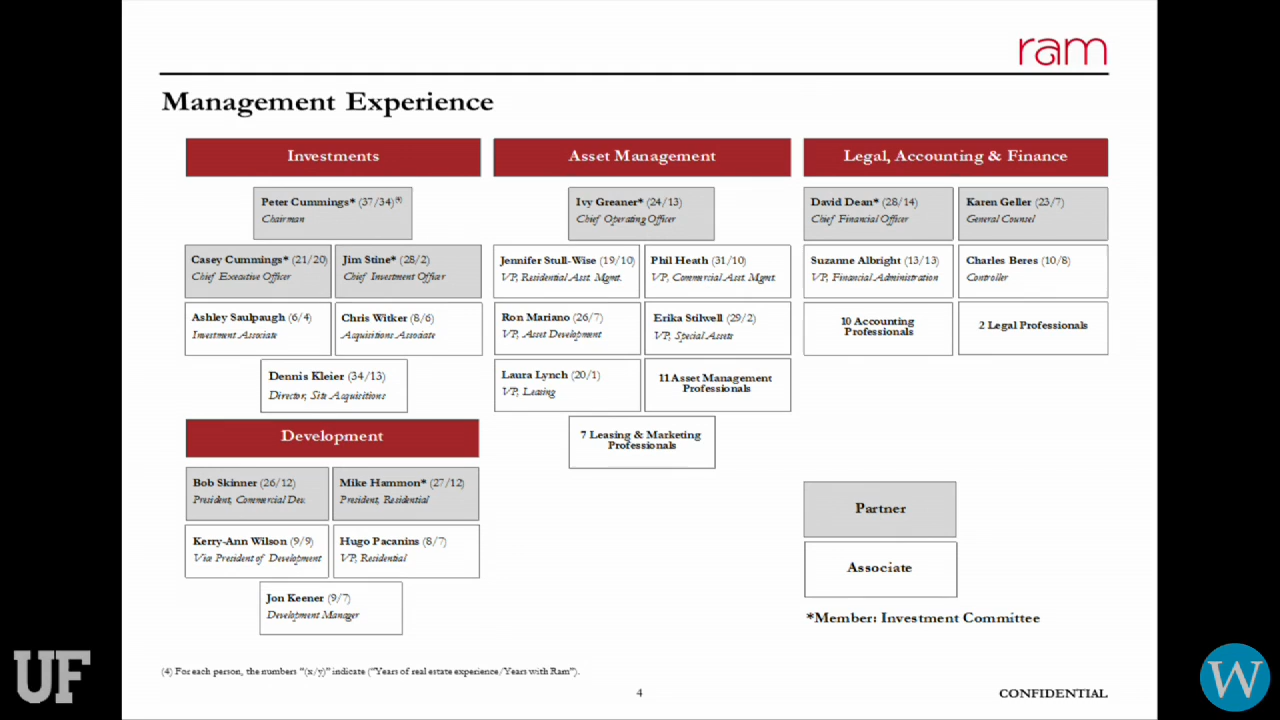 ram
Management Experience
Investments
Peter Cummings* (37/34)⁽⁴⁾
Chairman
Casey Cummings* (21/20)
Chief Executive Officer
Jim Stine* (28/2)
Chief Investment Officer
Ashley Saulpaugh (6/4)
Investment Associate
Chris Witker (8/6)
Acquisitions Associate
Dennis Kleier (34/13)
Director, Site Acquisitions
Development
Bob Skinner (26/12)
President, Commercial Dev.
Mike Hammon* (27/12)
President, Residential
Kerry-Ann Wilson (9/9)
Vice President of Development
Hugo Pacanins (8/7)
VP, Residential
Jon Keener (9/7)
Development Manager
Asset Management
Ivy Greaner* (24/13)
Chief Operating Officer
Jennifer Stull-Wise (19/10)
VP, Residential Asst. Mgmt.
Phil Heath (31/10)
VP, Commercial Asst. Mgmt.
Ron Mariano (26/7)
VP, Asset Development
Erika Stilwell (29/2)
VP, Special Assets
Laura Lynch (20/1)
VP, Leasing
11 Asset Management
Professionals
7 Leasing & Marketing
Professionals
Legal, Accounting & Finance
David Dean* (28/14)
Chief Financial Officer
Karen Geller (23/7)
General Counsel
Suzanne Albright (13/13)
VP, Financial Administration
Charles Beres (10/8)
Controller
10 Accounting
Professionals
2 Legal Professionals
Partner
Associate
*Member: Investment Committee
(4) For each person, the numbers "(x/y)" indicate ("Years of real estate experience/Years with Ram").
4
CONFIDENTIAL
UF
W